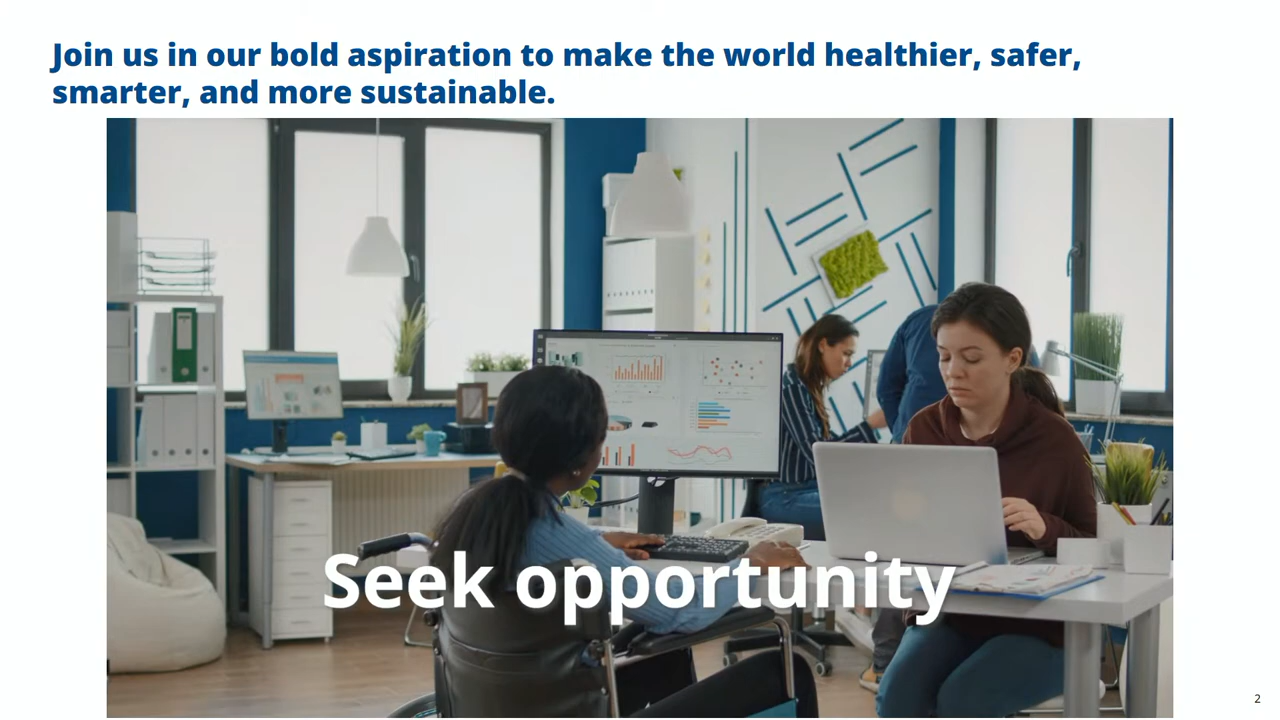 Join us in our bold aspiration to make the world healthier, safer,
smarter, and more sustainable.
Seek opportunity
2